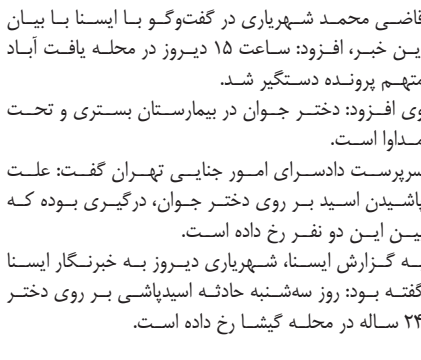 قاضی محمد شهریاری در گفت‌وگو با ایسنا با بیان
این خبر، افزود: ساعت ۱۵ دیروز در محله یافت آباد
متهم پرونده دستگیر شد.
وی افزود: دختر جوان در بیمارستان بستری و تحت
مداوا است.
سرپرست دادسرای امور جنایی تهران گفت: علت
پاشیدن اسید بر روی دختر جوان، درگیری بوده که
بین این دو نفر رخ داده است.
به گزارش ایسنا، شهریاری دیروز به خبرنگار ایسنا
گفته بود: روز سه‌شنبه حادثه اسیدپاشی بر روی دختر
۲۴ ساله در محله گیشا رخ داده است.